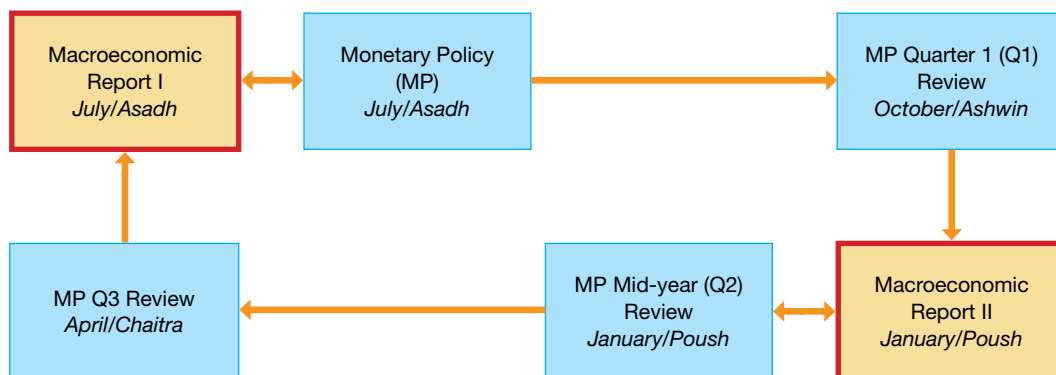 Macroeconomic
Report I
July/Asadh
Monetary Policy
(MP)
July/Asadh
MP Quarter 1 (Q1)
Review
October/Ashwin
MP Q3 Review
April/Chaitra
MP Mid-year (Q2)
Review
January/Poush
Macroeconomic
Report II
January/Poush